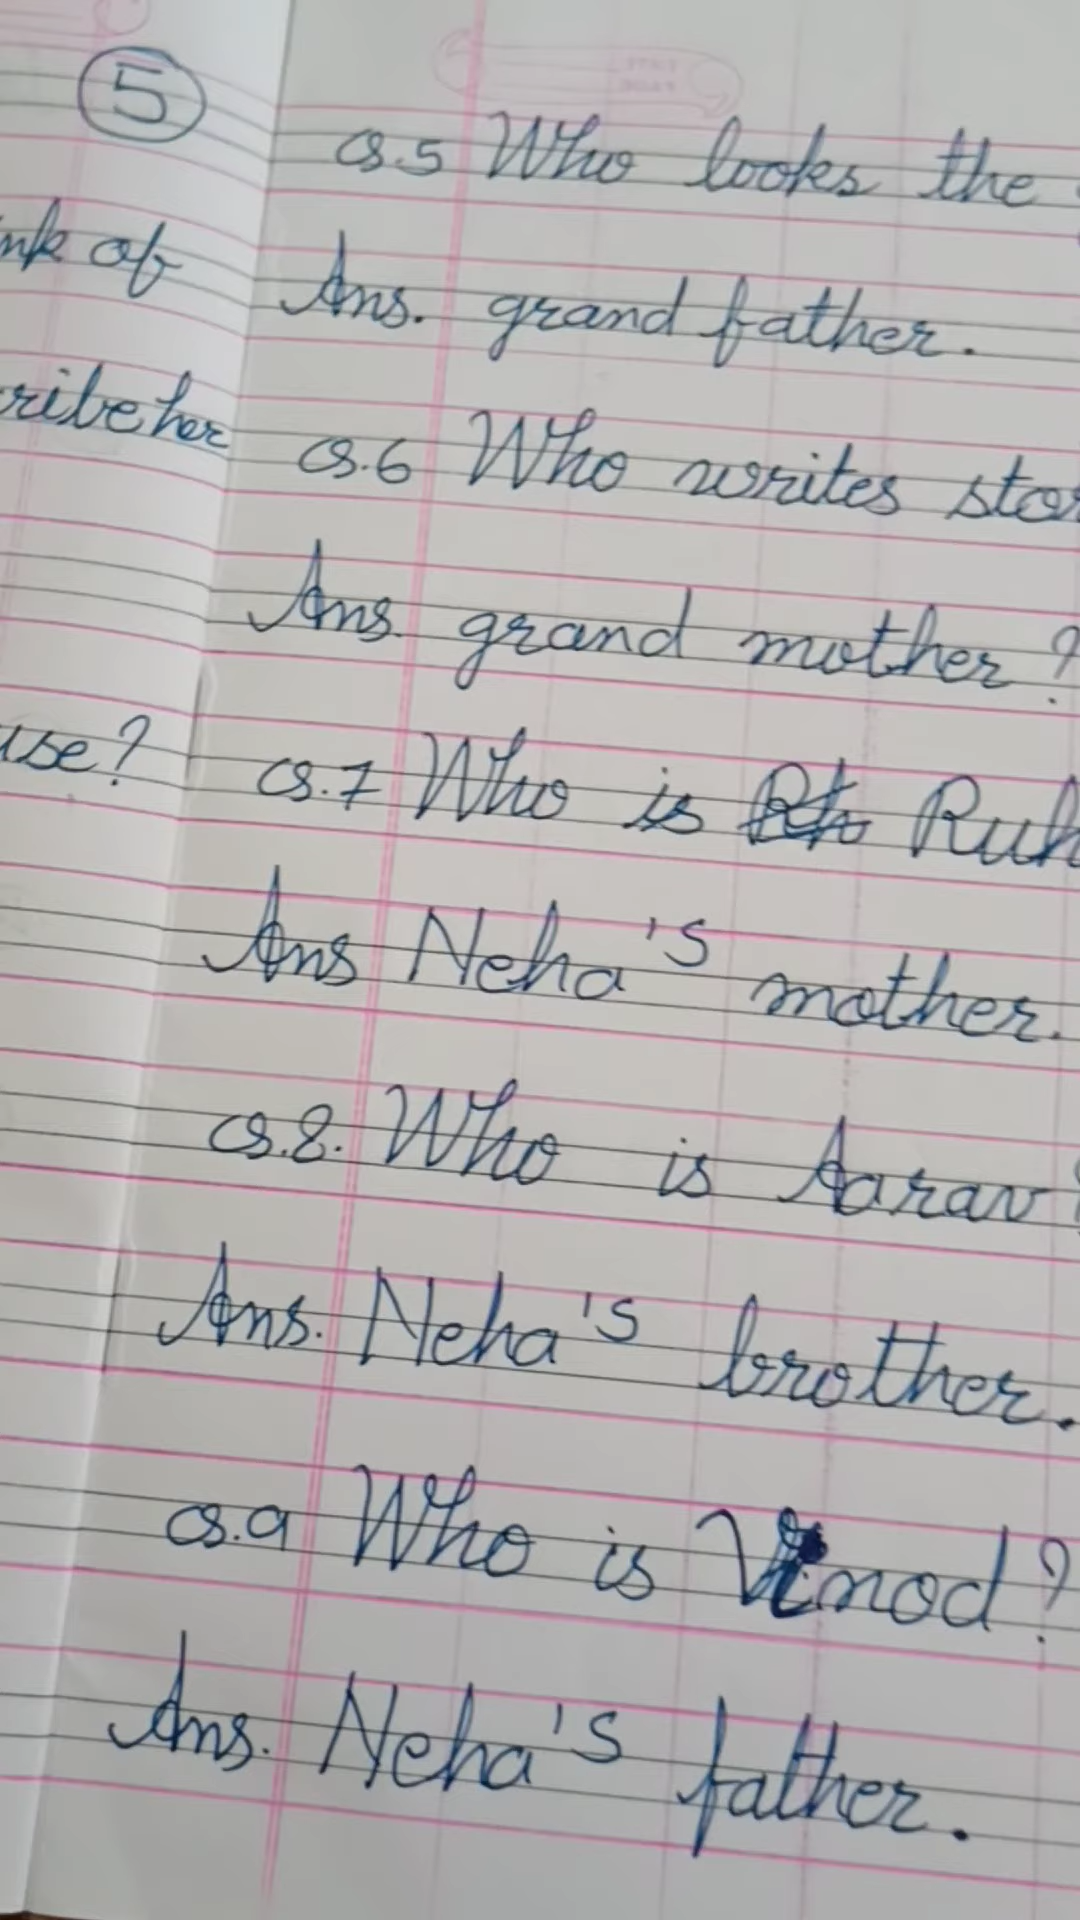 5
Q.5 Who looks the
nk of
Ans. grand father.
ribe her
Q.6 Who writes stor
Ans. grand mother?
use?
Q.7 Who is Ruh
Ans Neha's mother.
Q.8. Who is Aarav?
Ans. Neha's brother.
Q.9 Who is Vinod?
Ans. Neha's father.